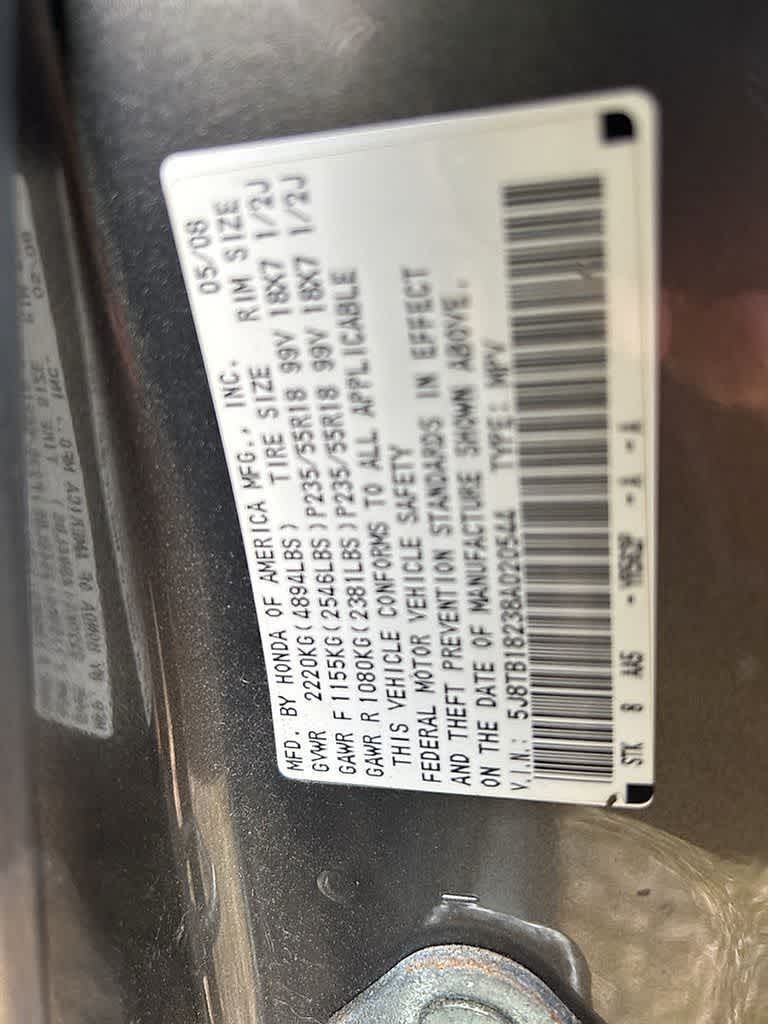 MFD. BY HONDA OF AMERICA MFG., INC. 05/08
GVWR 2220KG(4894LBS) TIRE SIZE RIM SIZE
GAWR F 1155KG(2546LBS)P235/55R18 99V 18X7 1/2J
GAWR R 1080KG(2381LBS)P235/55R18 99V 18X7 1/2J
THIS VEHICLE CONFORMS TO ALL APPLICABLE
FEDERAL MOTOR VEHICLE SAFETY
AND THEFT PREVENTION STANDARDS IN EFFECT
ON THE DATE OF MANUFACTURE SHOWN ABOVE.
V.I.N.: 5J8TB18238A020544 TYPE: MPV
STK 8 AA5 -A -A